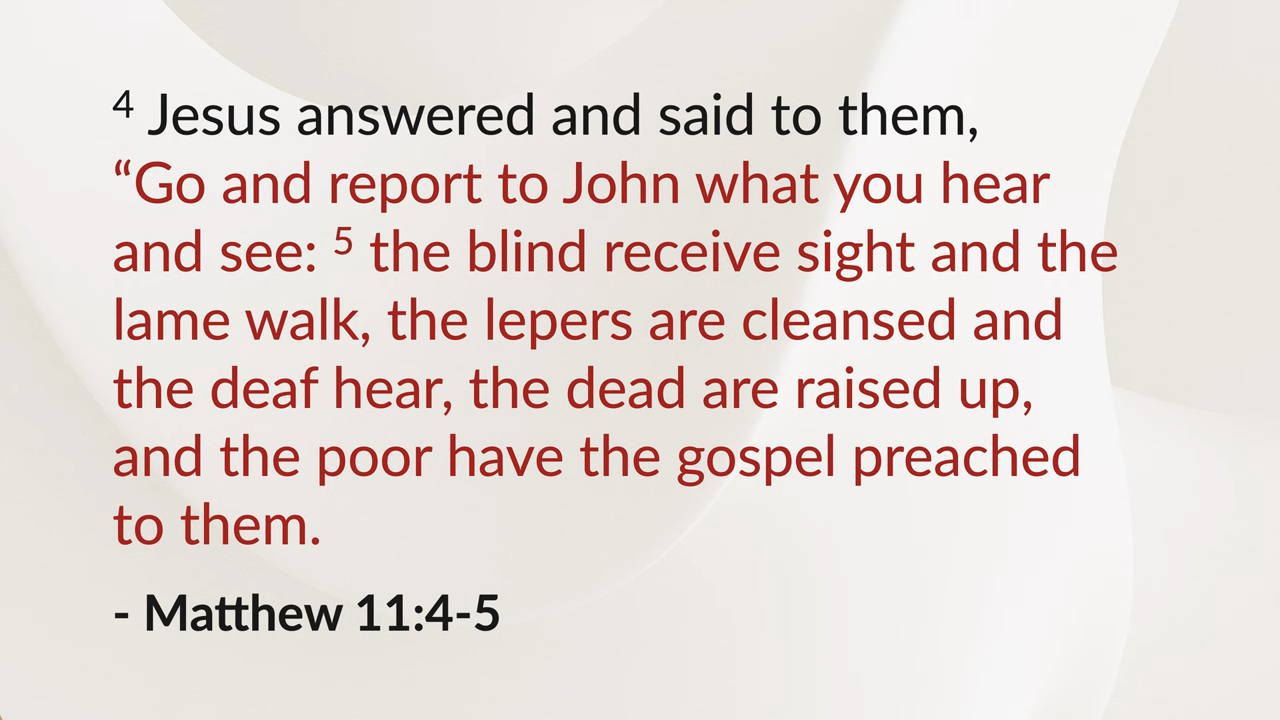 4 Jesus answered and said to them,
“Go and report to John what you hear
and see: 5 the blind receive sight and the
lame walk, the lepers are cleansed and
the deaf hear, the dead are raised up,
and the poor have the gospel preached
to them.
- Matthew 11:4-5